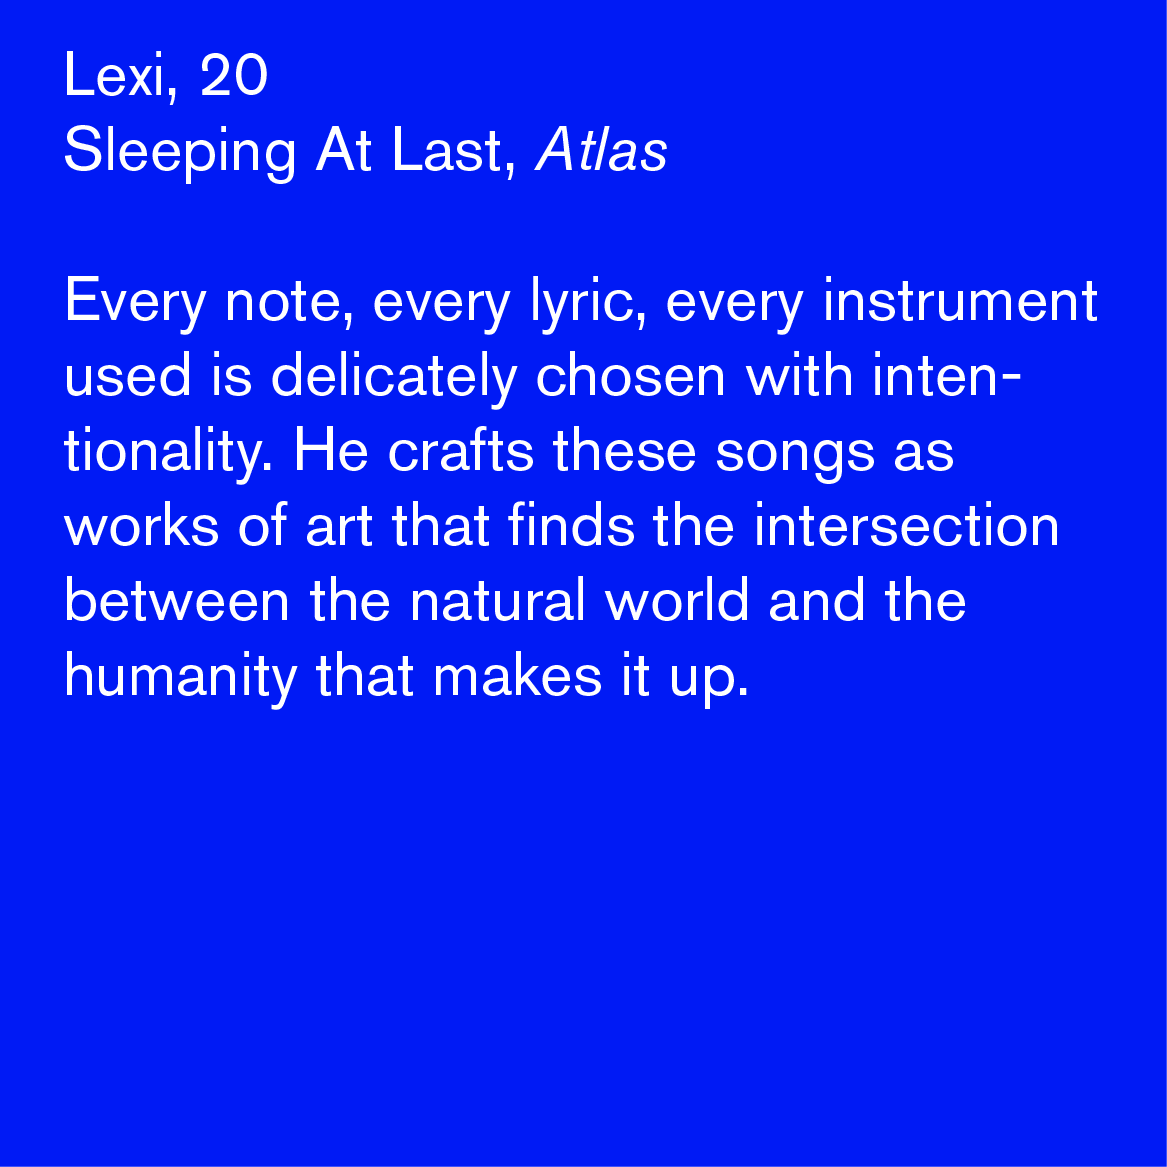 Lexi, 20
Sleeping At Last, Atlas
Every note, every lyric, every instrument
used is delicately chosen with inten-
tionality. He crafts these songs as
works of art that finds the intersection
between the natural world and the
humanity that makes it up.